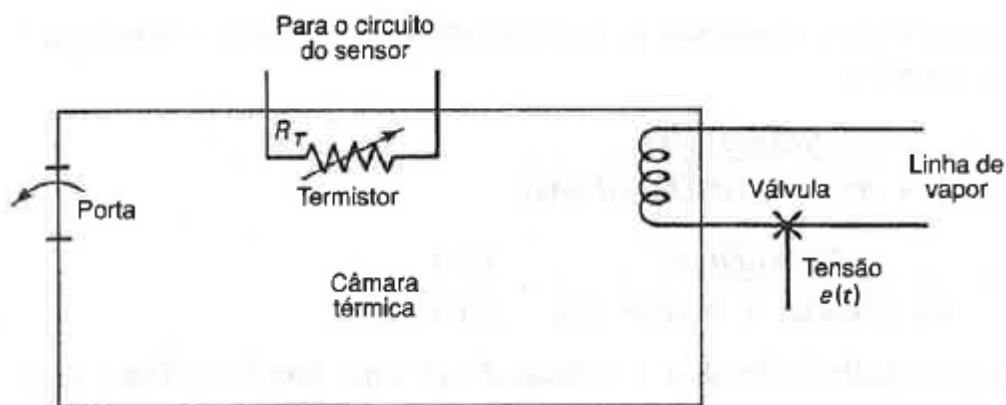 Para o circuito
do sensor
R_T
Termistor
Porta
Câmara
térmica
Válvula
Linha de
vapor
Tensão
e(t)